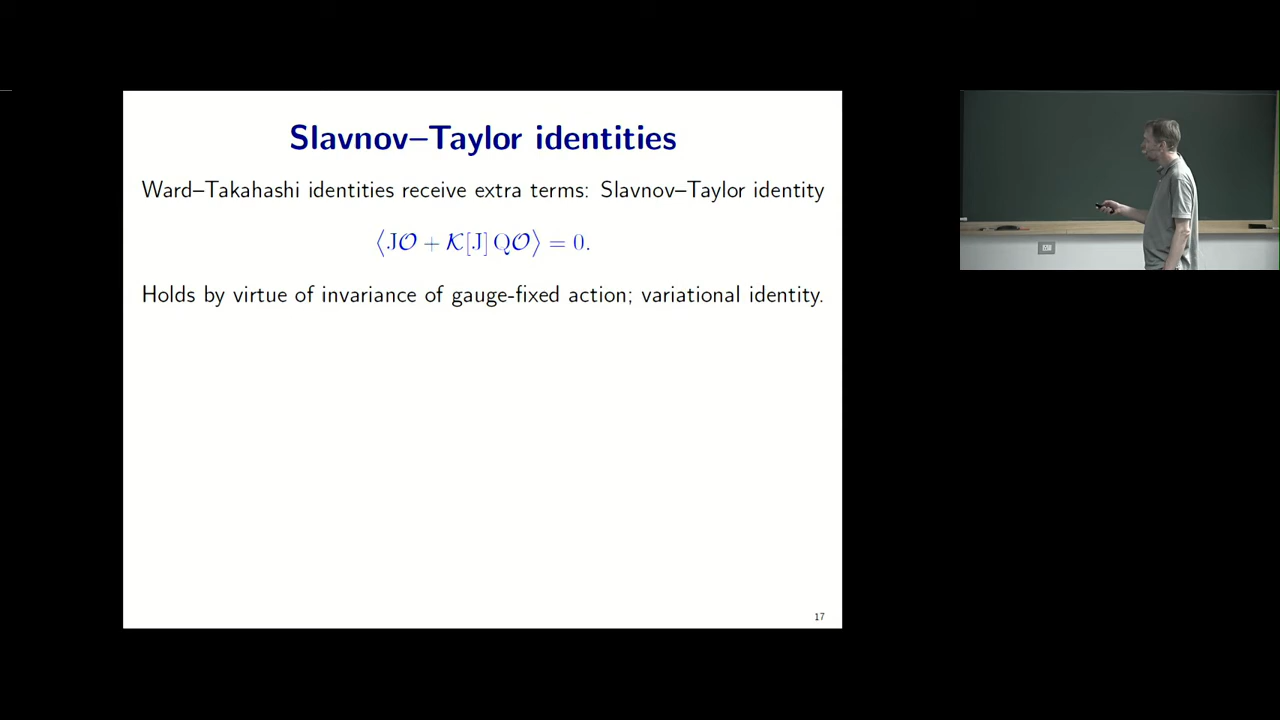 Slavnov–Taylor identities
Ward–Takahashi identities receive extra terms: Slavnov–Taylor identity
⟨J𝒪 + 𝒦[J] Q𝒪⟩ = 0.
Holds by virtue of invariance of gauge-fixed action; variational identity.
17